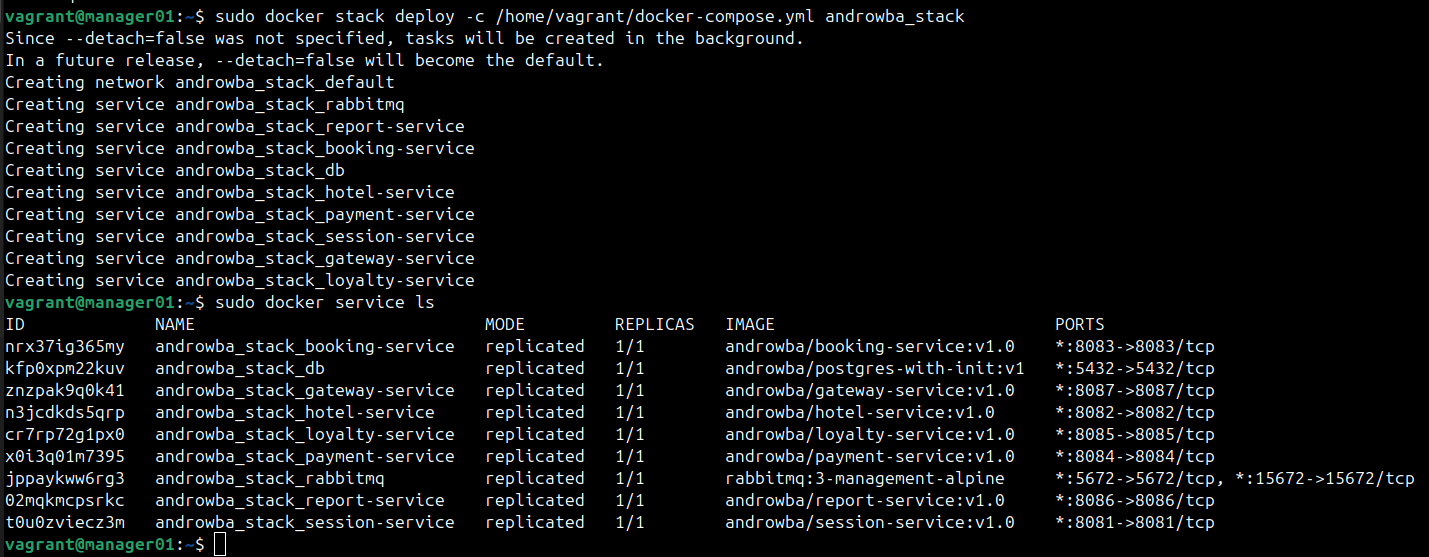 vagrant@manager01:~$ sudo docker stack deploy -c /home/vagrant/docker-compose.yml androwba_stack
Since --detach=false was not specified, tasks will be created in the background.
In a future release, --detach=false will become the default.
Creating network androwba_stack_default
Creating service androwba_stack_rabbitmq
Creating service androwba_stack_report-service
Creating service androwba_stack_booking-service
Creating service androwba_stack_db
Creating service androwba_stack_hotel-service
Creating service androwba_stack_payment-service
Creating service androwba_stack_session-service
Creating service androwba_stack_gateway-service
Creating service androwba_stack_loyalty-service
vagrant@manager01:~$ sudo docker service ls
ID             NAME                             MODE         REPLICAS   IMAGE                            PORTS
nrx37ig365my   androwba_stack_booking-service   replicated   1/1        androwba/booking-service:v1.0    *:8083->8083/tcp
kfp0xpm22kuv   androwba_stack_db                replicated   1/1        androwba/postgres-with-init:v1   *:5432->5432/tcp
znzpak9q0k41   androwba_stack_gateway-service   replicated   1/1        androwba/gateway-service:v1.0    *:8087->8087/tcp
n3jcdkds5qrp   androwba_stack_hotel-service     replicated   1/1        androwba/hotel-service:v1.0      *:8082->8082/tcp
cr7rp72g1px0   androwba_stack_loyalty-service   replicated   1/1        androwba/loyalty-service:v1.0    *:8085->8085/tcp
x0i3q01m7395   androwba_stack_payment-service   replicated   1/1        androwba/payment-service:v1.0    *:8084->8084/tcp
jppaykww6rg3   androwba_stack_rabbitmq          replicated   1/1        rabbitmq:3-management-alpine     *:5672->5672/tcp, *:15672->15672/tcp
02mqkmcpsrkc   androwba_stack_report-service    replicated   1/1        androwba/report-service:v1.0     *:8086->8086/tcp
t0u0zviecz3m   androwba_stack_session-service   replicated   1/1        androwba/session-service:v1.0    *:8081->8081/tcp
vagrant@manager01:~$